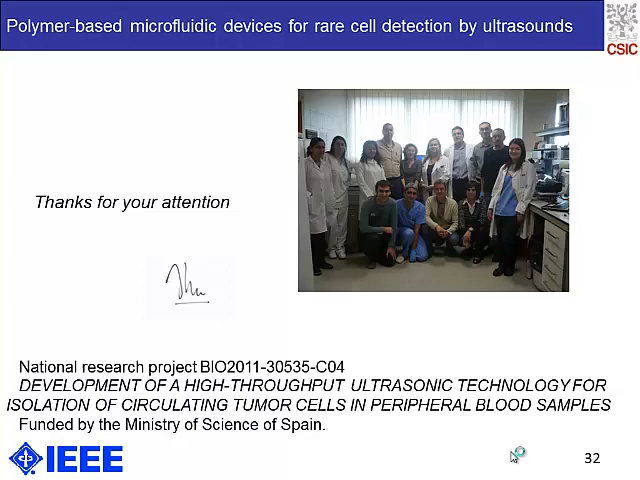 Polymer-based microfluidic devices for rare cell detection by ultrasounds
CSIC
Thanks for your attention
National research project BIO2011-30535-C04
DEVELOPMENT OF A HIGH-THROUGHPUT ULTRASONIC TECHNOLOGY FOR
ISOLATION OF CIRCULATING TUMOR CELLS IN PERIPHERAL BLOOD SAMPLES
Funded by the Ministry of Science of Spain.
IEEE
32